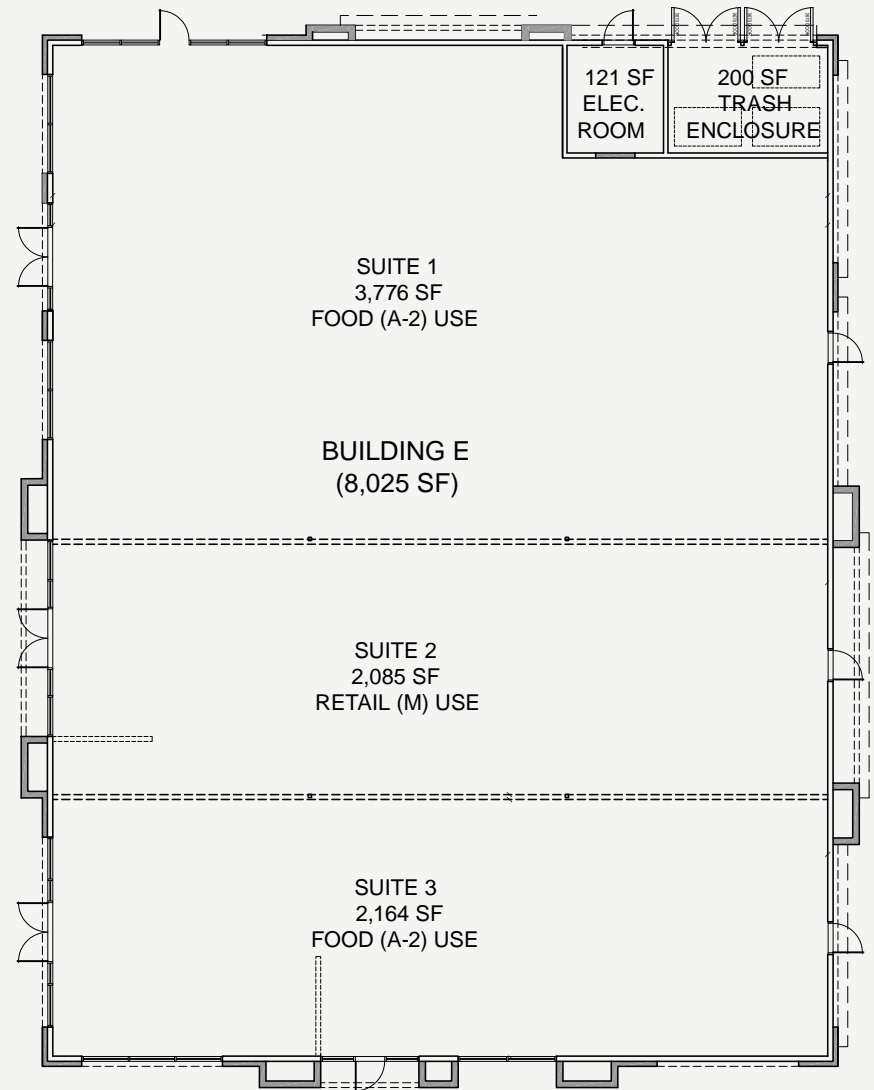 121 SF
ELEC.
ROOM
200 SF
TRASH
ENCLOSURE
SUITE 1
3,776 SF
FOOD (A-2) USE
BUILDING E
(8,025 SF)
SUITE 2
2,085 SF
RETAIL (M) USE
SUITE 3
2,164 SF
FOOD (A-2) USE